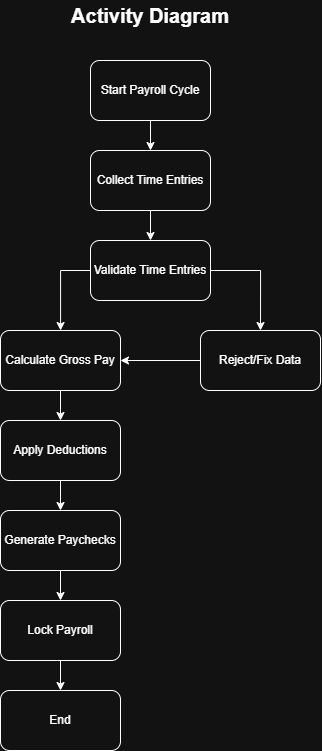 Activity Diagram
Start Payroll Cycle
Collect Time Entries
Validate Time Entries
Calculate Gross Pay
Reject/Fix Data
Apply Deductions
Generate Paychecks
Lock Payroll
End